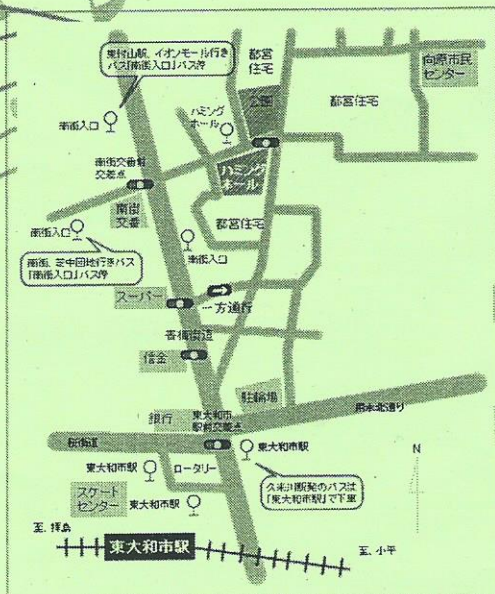 東村山駅、イオンモール行き
バス「南街入口」バス停
都営
住宅
向原市民
センター
公園
都営住宅
ハミング
ホール
南街入口
南街交番前
交差点
ハミング
ホール
南街
交番
都営住宅
南街入口
南街入口
南街、芝中団地行きバス
「南街入口」バス停
スーパー
一方通行
青梅街道
信金
駐輪場
銀行
東大和市
駅前交差点
桜街道
東大和市駅
東大和市駅
ロータリー
久米川駅発のバスは
「東大和市駅」で下車
N
スケート
センター
東大和市駅
至、拝島
東大和市駅
至、小平